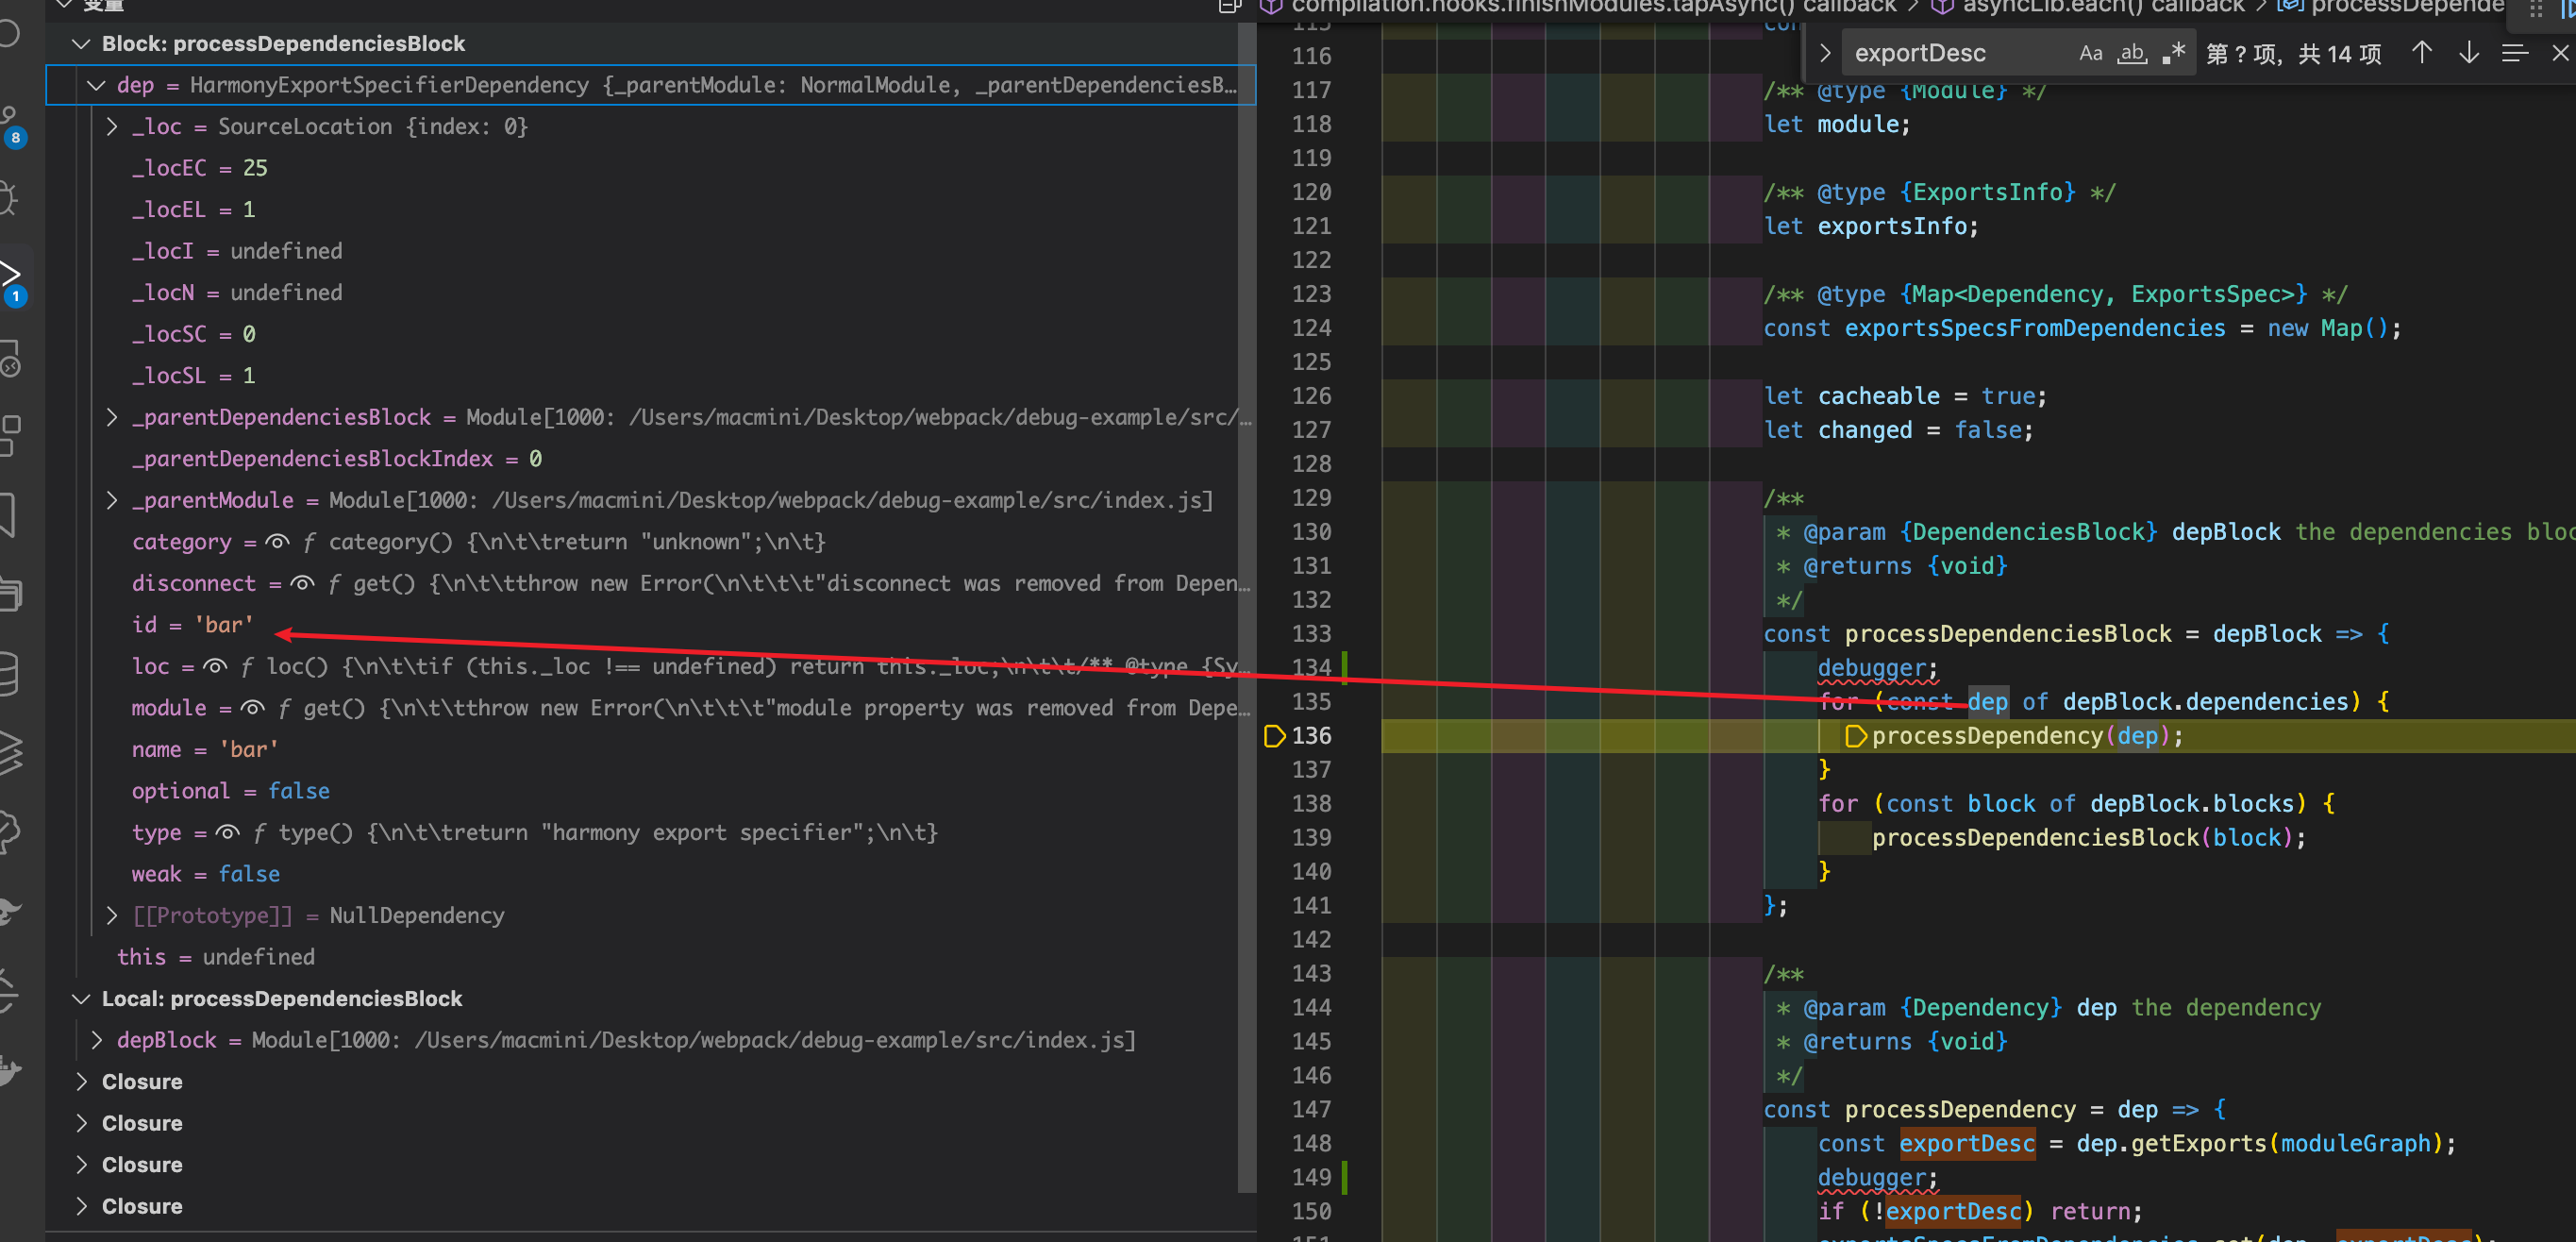 变量
Block: processDependenciesBlock
dep = HarmonyExportSpecifierDependency {_parentModule: NormalModule, _parentDependenciesB…
_loc = SourceLocation {index: 0}
_locEC = 25
_locEL = 1
_locI = undefined
_locN = undefined
_locSC = 0
_locSL = 1
_parentDependenciesBlock = Module[1000: /Users/macmini/Desktop/webpack/debug-example/src/…
_parentDependenciesBlockIndex = 0
_parentModule = Module[1000: /Users/macmini/Desktop/webpack/debug-example/src/index.js]
category = ƒ category() {\n\t\treturn "unknown";\n\t}
disconnect = ƒ get() {\n\t\tthrow new Error(\n\t\t\t"disconnect was removed from Depen…
id = 'bar'
loc = ƒ loc() {\n\t\tif (this._loc !== undefined) return this._loc;\n\t\t/** @type {Sy…
module = ƒ get() {\n\t\tthrow new Error(\n\t\t\t"module property was removed from Depe…
name = 'bar'
optional = false
type = ƒ type() {\n\t\treturn "harmony export specifier";\n\t}
weak = false
[[Prototype]] = NullDependency
this = undefined
Local: processDependenciesBlock
depBlock = Module[1000: /Users/macmini/Desktop/webpack/debug-example/src/index.js]
Closure
Closure
Closure
Closure
8
1
compilation.hooks.finishModules.tapAsync() callback > asyncLib.each() callback > processDepende
exportDesc Aa ab .* 第 ? 项, 共 14 项
115 con
116
117 /** @type {Module} */
118 let module;
119
120 /** @type {ExportsInfo} */
121 let exportsInfo;
122
123 /** @type {Map<Dependency, ExportsSpec>} */
124 const exportsSpecsFromDependencies = new Map();
125
126 let cacheable = true;
127 let changed = false;
128
129 /**
130 * @param {DependenciesBlock} depBlock the dependencies bloc
131 * @returns {void}
132 */
133 const processDependenciesBlock = depBlock => {
134 debugger;
135 for (const dep of depBlock.dependencies) {
136 processDependency(dep);
137 }
138 for (const block of depBlock.blocks) {
139 processDependenciesBlock(block);
140 }
141 };
142
143 /**
144 * @param {Dependency} dep the dependency
145 * @returns {void}
146 */
147 const processDependency = dep => {
148 const exportDesc = dep.getExports(moduleGraph);
149 debugger;
150 if (!exportDesc) return;
151 exportsSpecsFromDependencies.set(dep, exportDesc);